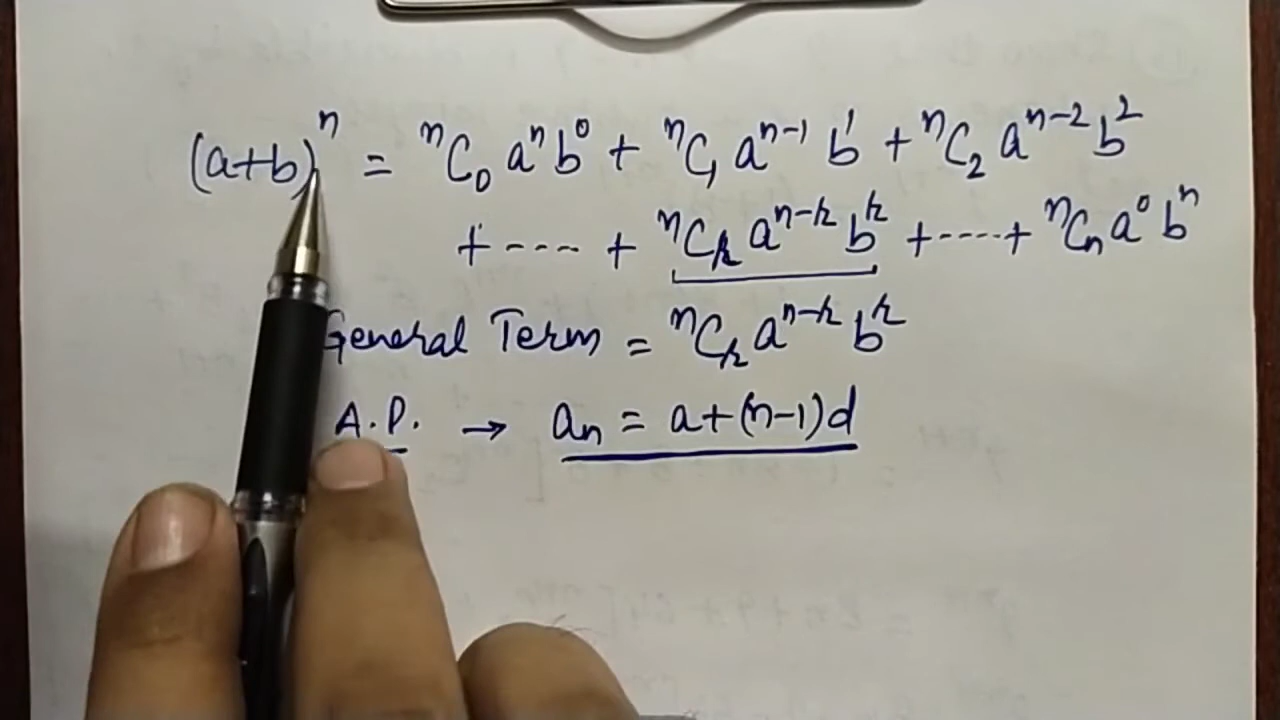 (a+b)ⁿ = ⁿC₀ aⁿ b⁰ + ⁿC₁ aⁿ⁻¹ b¹ + ⁿC₂ aⁿ⁻² b²
+ ---- + ⁿCᵣ aⁿ⁻ʳ bʳ + ---- + ⁿCₙ a⁰ bⁿ
General Term = ⁿCᵣ aⁿ⁻ʳ bʳ
A.P. → aₙ = a+(n-1)d